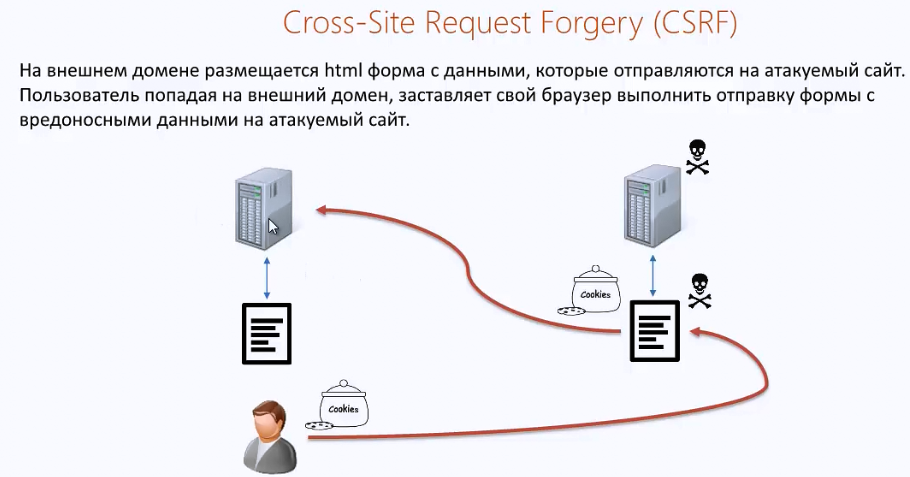 Cross-Site Request Forgery (CSRF)
На внешнем домене размещается html форма с данными, которые отправляются на атакуемый сайт.
Пользователь попадая на внешний домен, заставляет свой браузер выполнить отправку формы с
вредоносными данными на атакуемый сайт.
Cookies
Cookies